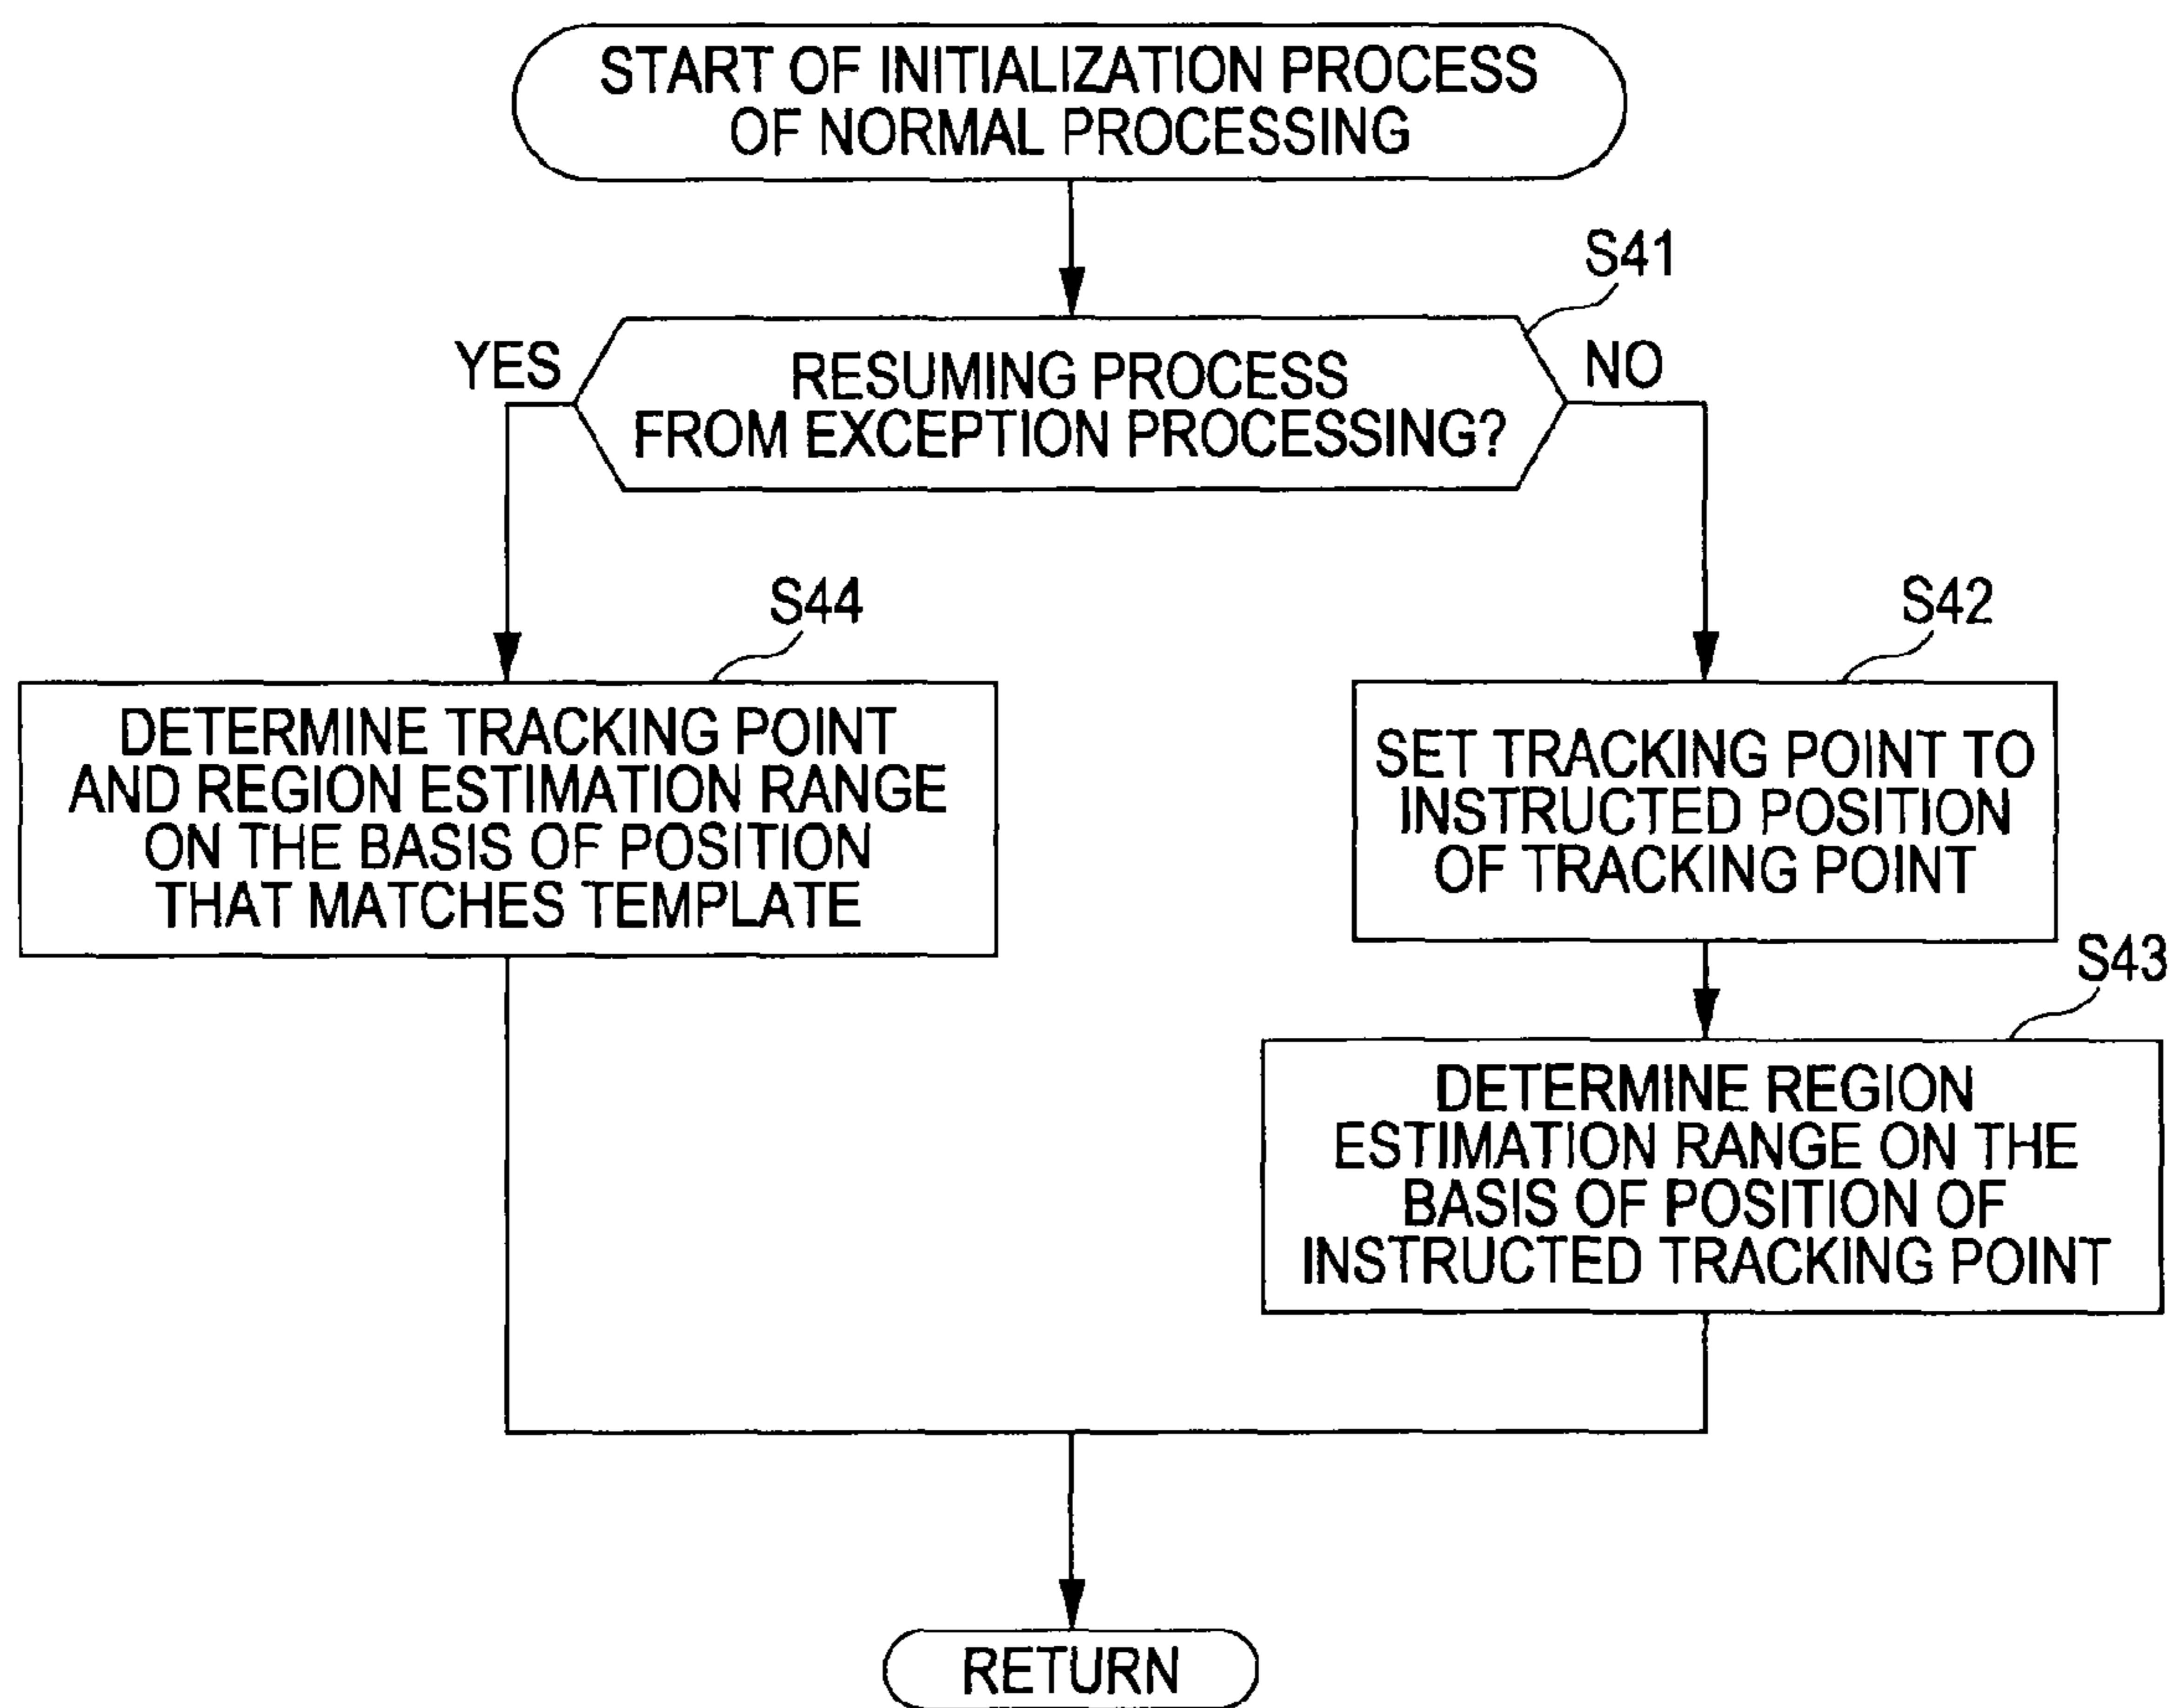 START OF INITIALIZATION PROCESS
OF NORMAL PROCESSING
S41
YES
RESUMING PROCESS
FROM EXCEPTION PROCESSING?
NO
S44
DETERMINE TRACKING POINT
AND REGION ESTIMATION RANGE
ON THE BASIS OF POSITION
THAT MATCHES TEMPLATE
S42
SET TRACKING POINT TO
INSTRUCTED POSITION
OF TRACKING POINT
S43
DETERMINE REGION
ESTIMATION RANGE ON THE
BASIS OF POSITION OF
INSTRUCTED TRACKING POINT
RETURN